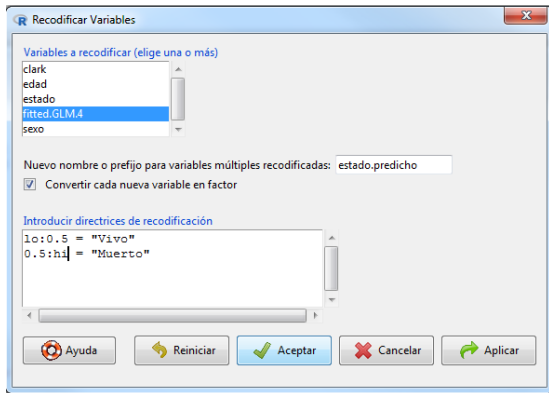 Recodificar Variables
Variables a recodificar (elige una o más)
clark
edad
estado
fitted.GLM.4
sexo
Nuevo nombre o prefijo para variables múltiples recodificadas: estado.predicho
Convertir cada nueva variable en factor
Introducir directrices de recodificación
lo:0.5 = "Vivo"
0.5:hi = "Muerto"
Ayuda
Reiniciar
Aceptar
Cancelar
Aplicar